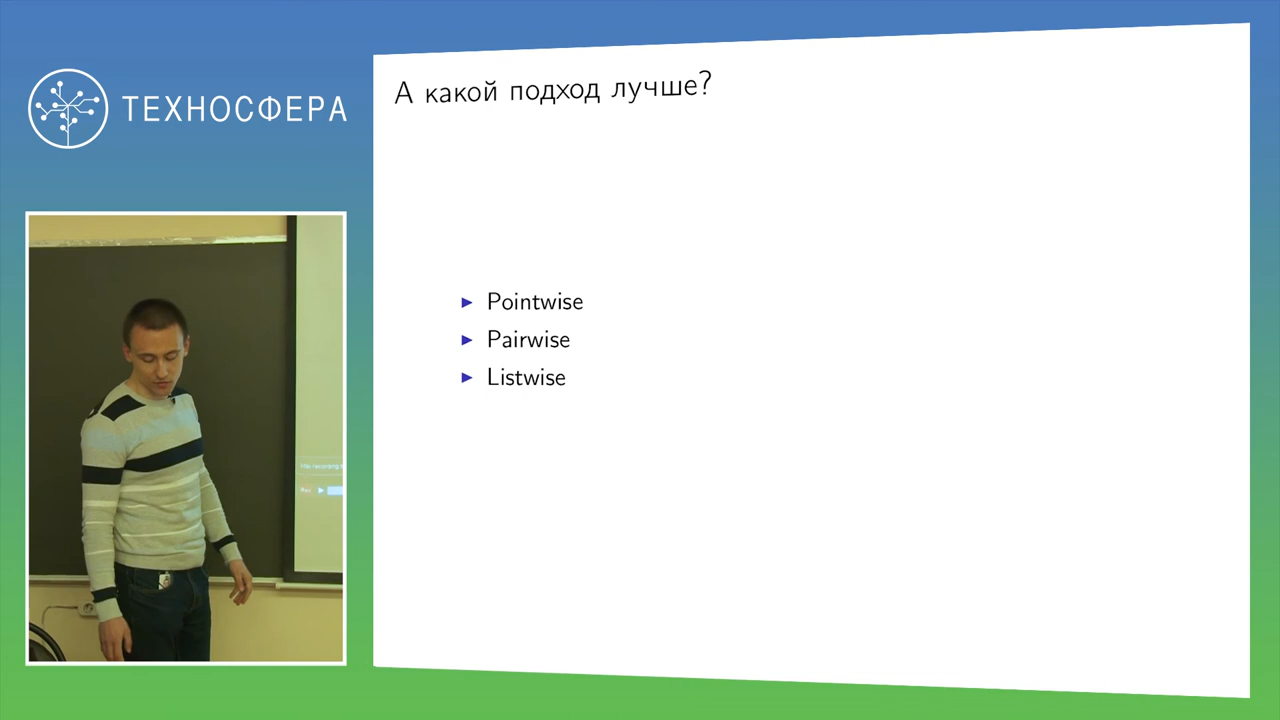 ТЕХНОСФЕРА
А какой подход лучше?
Pointwise
Pairwise
Listwise